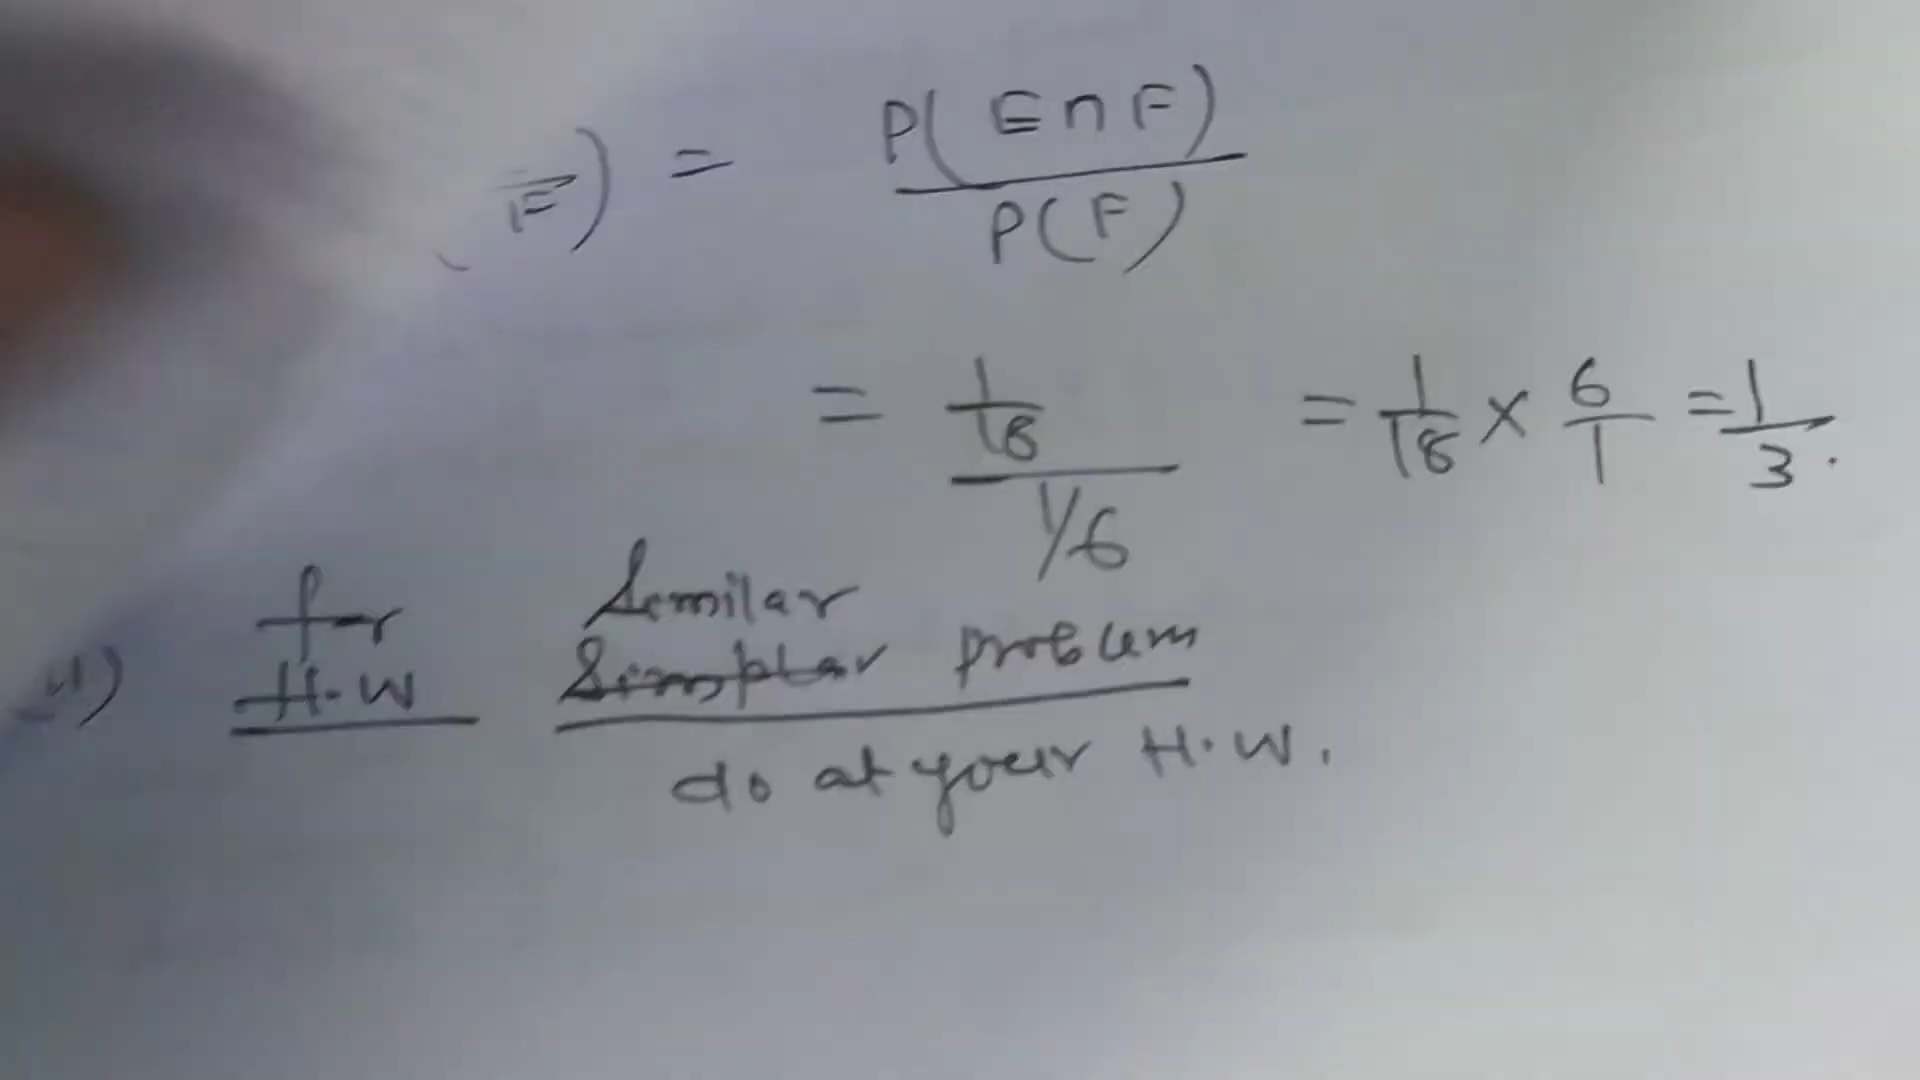 F) = P(E∩F) / P(F)
= 1/18 / 1/6 = 1/18 × 6/1 = 1/3.
for Similar
H.W Simplar problem
do at your H.W.